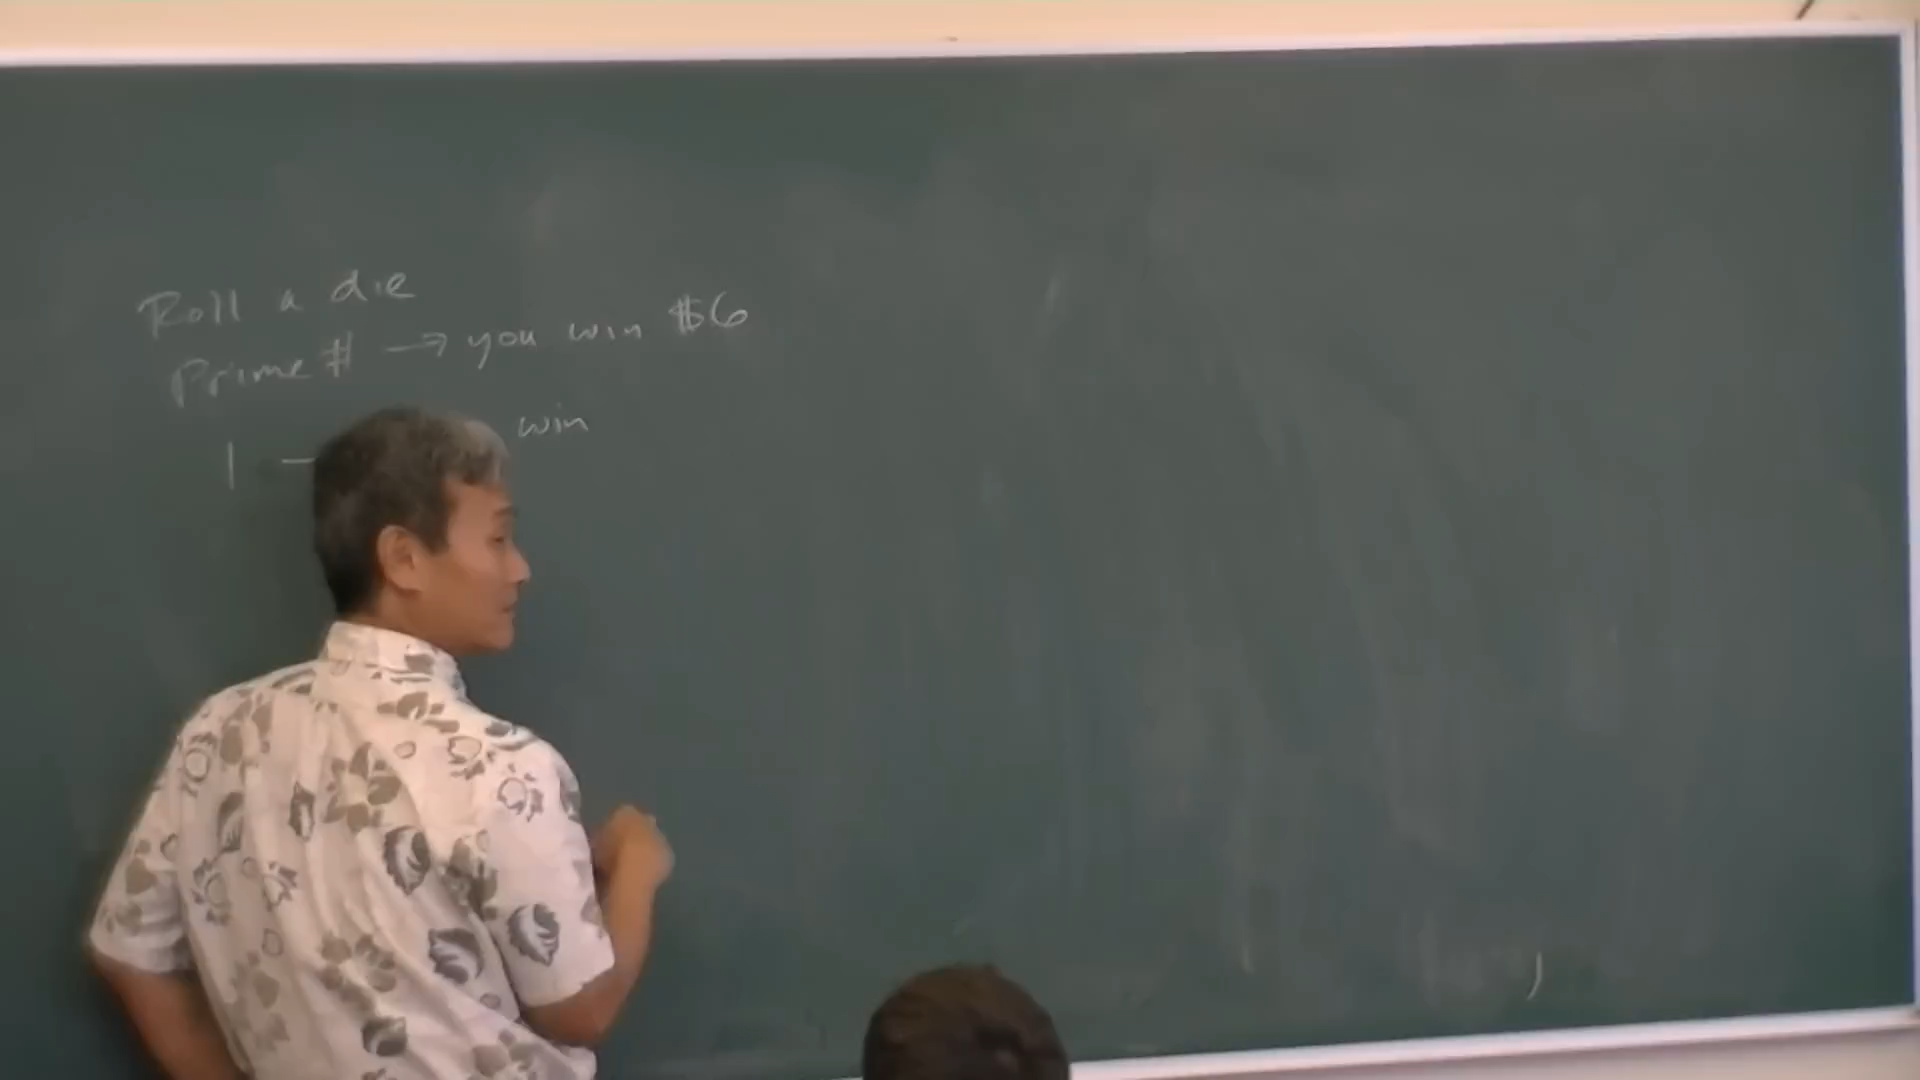 Roll a die
Prime # → you win $6
1 – win